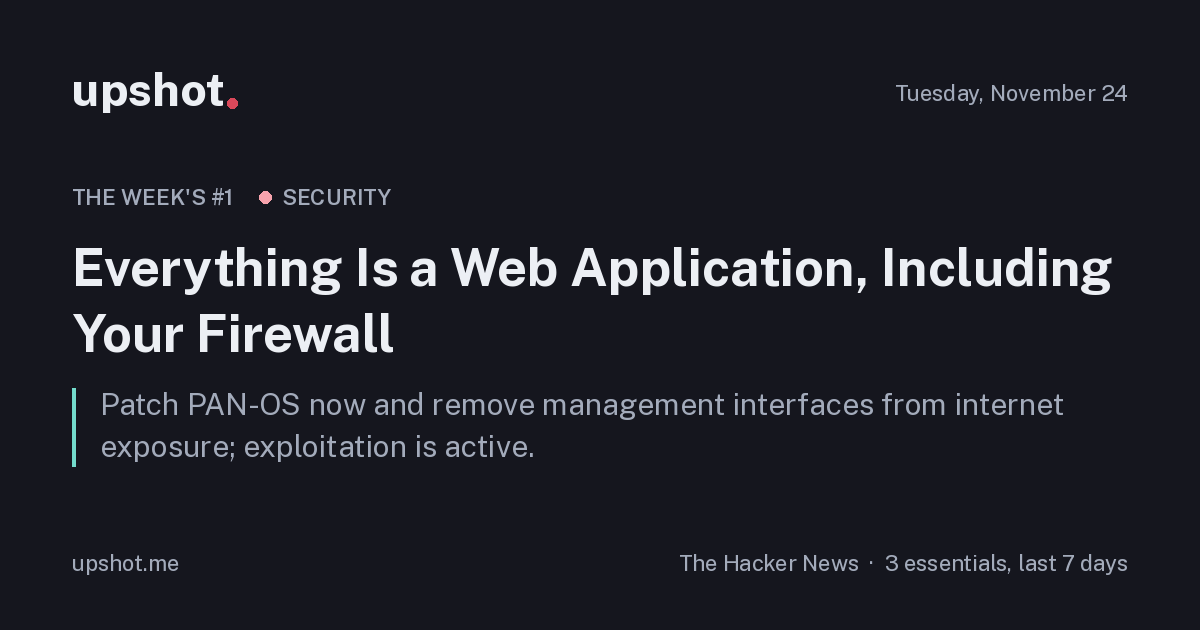 upshot.
Tuesday, November 24
THE WEEK'S #1 ● SECURITY
Everything Is a Web Application, Including
Your Firewall
Patch PAN-OS now and remove management interfaces from internet
exposure; exploitation is active.
upshot.me
The Hacker News · 3 essentials, last 7 days